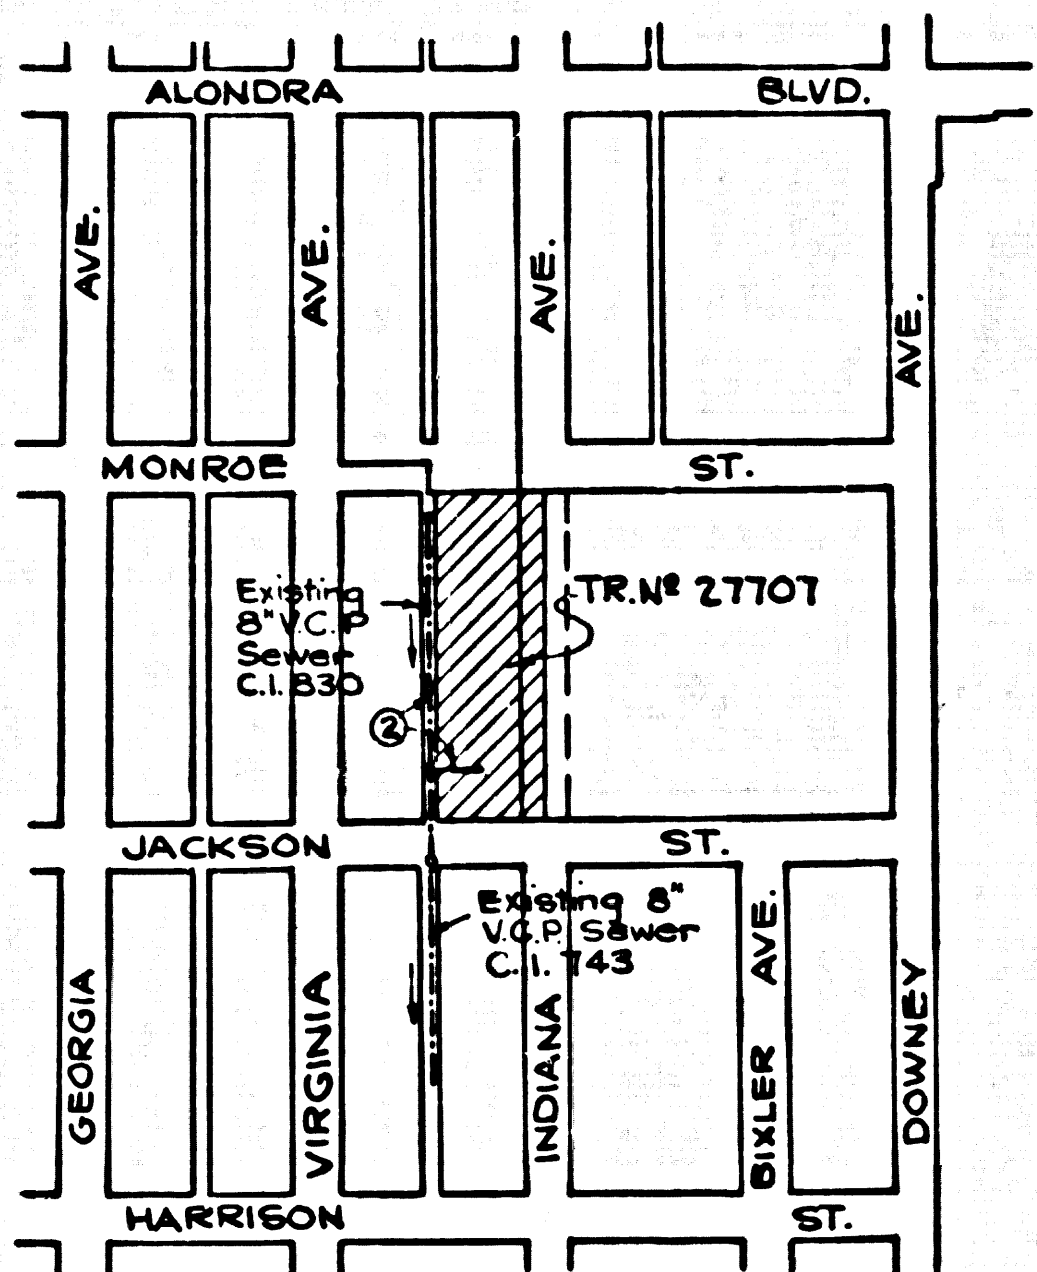 ALONDRA BLVD.
AVE.
AVE.
AVE.
AVE.
MONROE ST.
Existing
8" V.C.P
Sewer
C.I. 830
TR. Nº 27707
2
JACKSON ST.
Existing 8"
V.C.P. Sewer
C.I. 743
GEORGIA
VIRGINIA
INDIANA
BIXLER AVE.
DOWNEY
HARRISON ST.